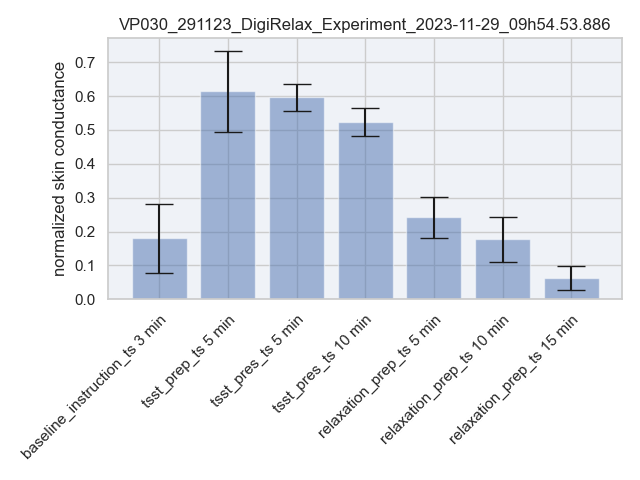 VP030_291123_DigiRelax_Experiment_2023-11-29_09h54.53.886
normalized skin conductance
0.7
0.6
0.5
0.4
0.3
0.2
0.1
0.0
baseline_instruction_ts 3 min
tsst_prep_ts 5 min
tsst_pres_ts 5 min
tsst_pres_ts 10 min
relaxation_prep_ts 5 min
relaxation_prep_ts 10 min
relaxation_prep_ts 15 min